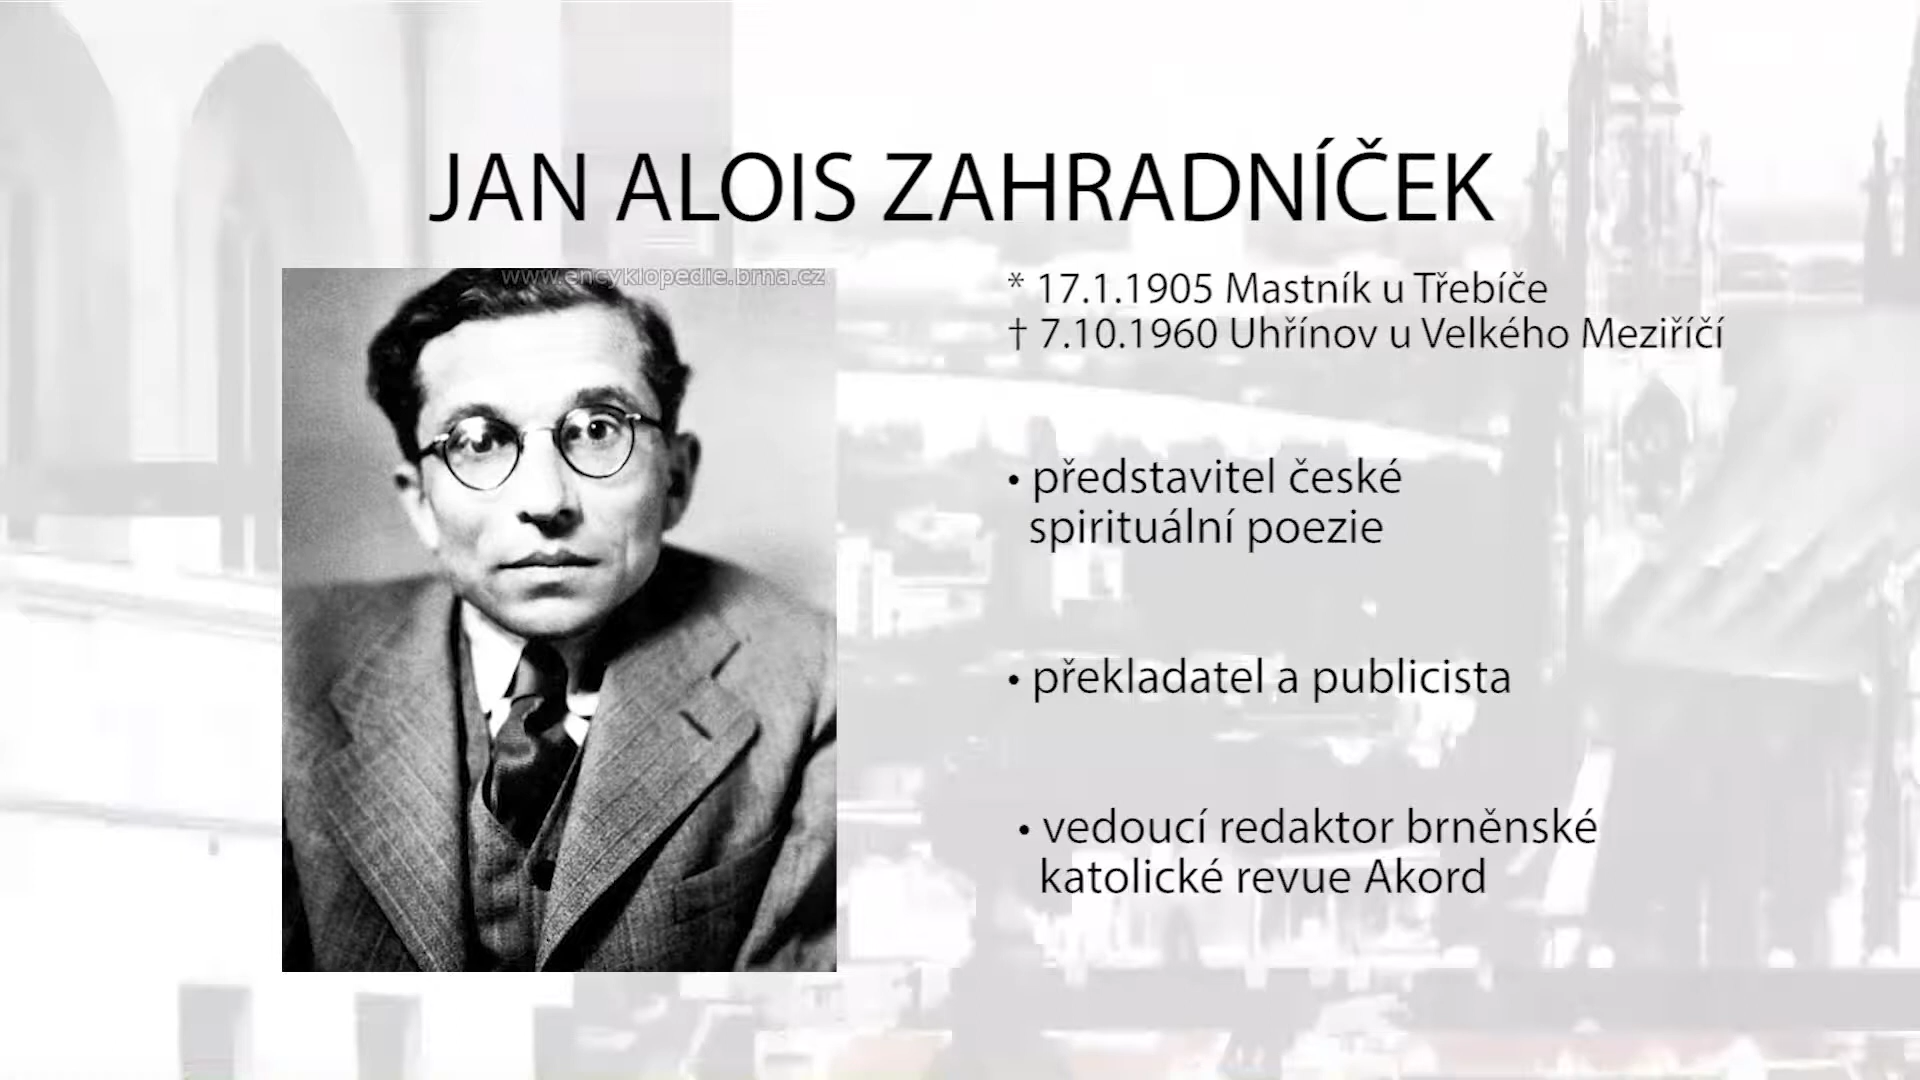 JAN ALOIS ZAHRADNÍČEK
www.encyklopedie.brna.cz
* 17.1.1905 Mastník u Třebíče
† 7.10.1960 Uhřínov u Velkého Meziříčí
• představitel české
spirituální poezie
• překladatel a publicista
• vedoucí redaktor brněnské
katolické revue Akord